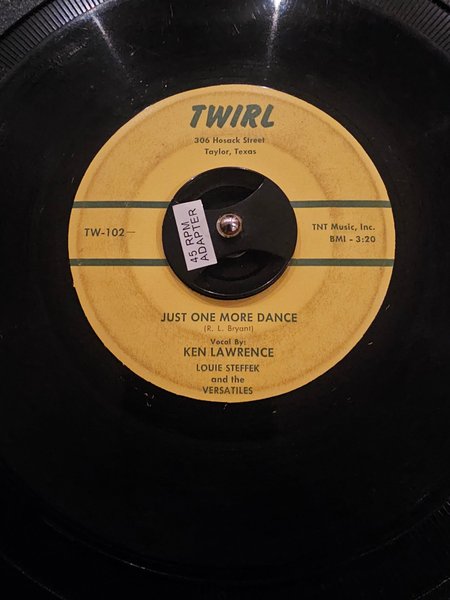 TWIRL
306 Hosack Street
Taylor, Texas
TW-102
TNT Music, Inc.
BMI - 3:20
45 RPM
ADAPTER
JUST ONE MORE DANCE
(R. L. Bryant)
Vocal By:
KEN LAWRENCE
LOUIE STEFFEK
and the
VERSATILES